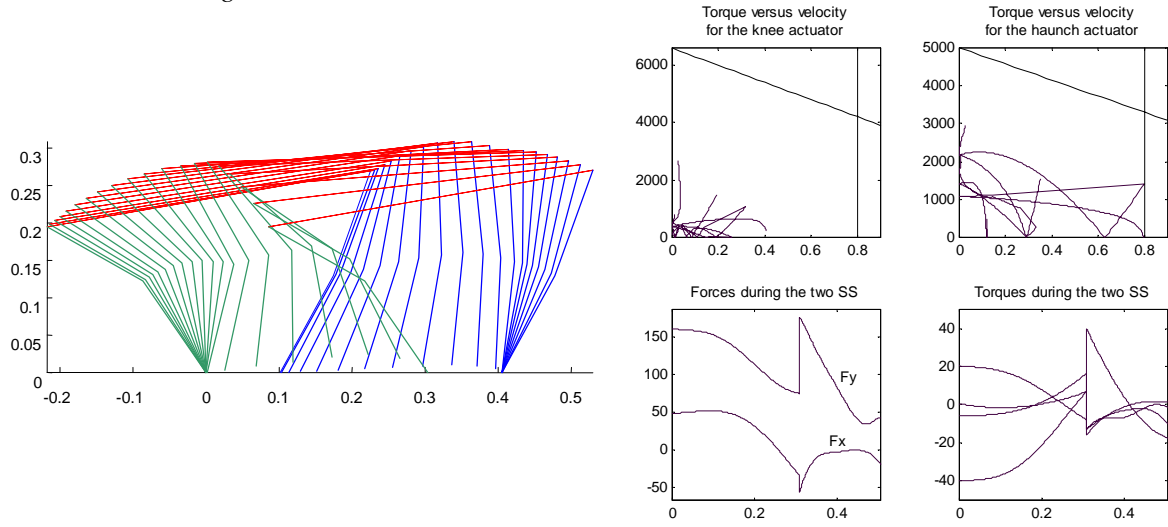 Torque versus velocity
for the knee actuator
6000
4000
2000
0
0 0.2 0.4 0.6 0.8
Torque versus velocity
for the haunch actuator
5000
4000
3000
2000
1000
0
0 0.2 0.4 0.6 0.8
0.3
0.25
0.2
0.15
0.1
0.05
0
-0.2 -0.1 0 0.1 0.2 0.3 0.4 0.5
Forces during the two SS
150
100
50
0
-50
Fy
Fx
0 0.2 0.4
Torques during the two SS
40
20
0
-20
-40
0 0.2 0.4